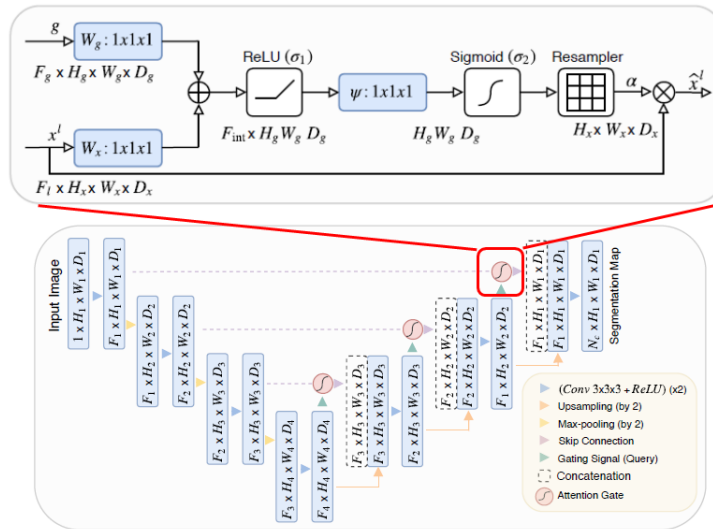 g
W_g : 1x1x1
F_g x H_g x W_g x D_g
ReLU (σ_1)
Sigmoid (σ_2)
Resampler
ψ: 1x1x1
α
x̂^l
F_int x H_g W_g D_g
H_g W_g D_g
H_x x W_x x D_x
x^l
W_x : 1x1x1
F_l x H_x x W_x x D_x
Input Image
1 x H_1 x W_1 x D_1
F_1 x H_1 x W_1 x D_1
F_1 x H_2 x W_2 x D_2
F_2 x H_2 x W_2 x D_2
F_2 x H_3 x W_3 x D_3
F_3 x H_3 x W_3 x D_3
F_3 x H_4 x W_4 x D_4
F_4 x H_4 x W_4 x D_4
F_3 x H_3 x W_3 x D_3
F_3 x H_3 x W_3 x D_3
F_2 x H_3 x W_3 x D_3
F_2 x H_2 x W_2 x D_2
F_2 x H_2 x W_2 x D_2
F_1 x H_2 x W_2 x D_2
F_1 x H_1 x W_1 x D_1
F_1 x H_1 x W_1 x D_1
N_c x H_1 x W_1 x D_1
Segmentation Map
(Conv 3x3x3 + ReLU) (x2)
Upsampling (by 2)
Max-pooling (by 2)
Skip Connection
Gating Signal (Query)
Concatenation
Attention Gate